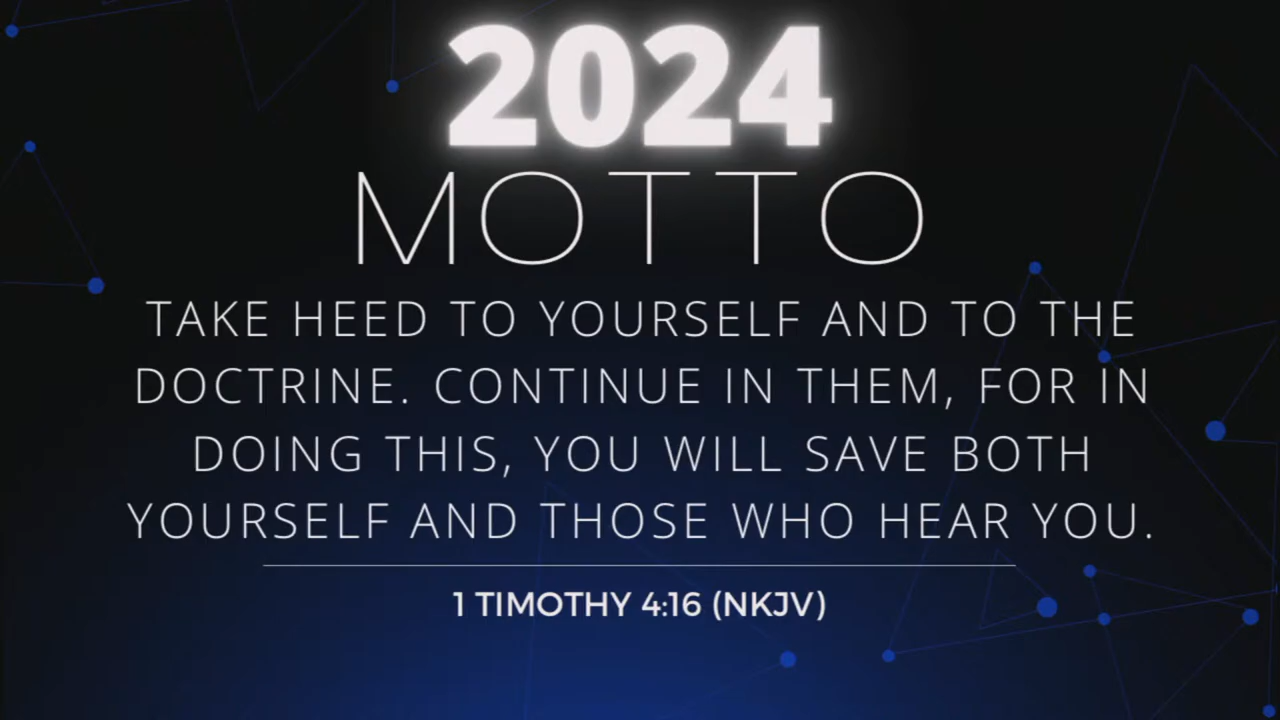 2024
MOTTO
TAKE HEED TO YOURSELF AND TO THE
DOCTRINE. CONTINUE IN THEM, FOR IN
DOING THIS, YOU WILL SAVE BOTH
YOURSELF AND THOSE WHO HEAR YOU.
1 TIMOTHY 4:16 (NKJV)